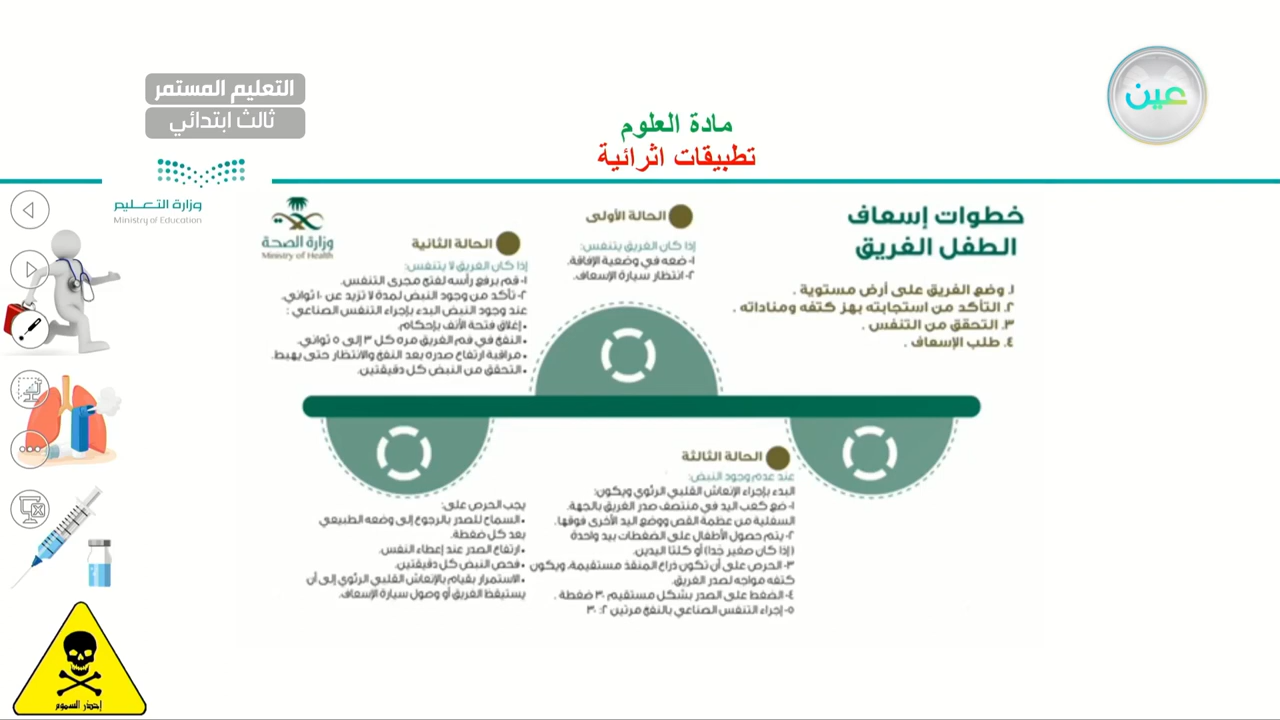 التعليم المستمر
ثالث ابتدائي
عين
مادة العلوم
تطبيقات اثرائية
وزارة التعليم
Ministry of Education
وزارة الصحة
Ministry of Health
خطوات إسعاف
الطفل الغريق
١. وضع الغريق على أرض مستوية .
٢. التأكد من استجابته بهز كتفه ومناداته .
٣. التحقق من التنفس .
٤. طلب الإسعاف .
الحالة الأولى
إذا كان الغريق يتنفس:
١- ضعه في وضعية الإفاقة.
٢- انتظار سيارة الإسعاف.
الحالة الثانية
إذا كان الغريق لا يتنفس:
١- قم برفع رأسه لفتح مجرى التنفس.
٢- تأكد من وجود النبض لمدة لا تزيد عن ١٠ ثواني.
عند وجود النبض البدء بإجراء التنفس الصناعي :
• إغلاق فتحة الأنف بإحكام.
• النفخ في فم الغريق مره كل ٣ إلى ٥ ثواني.
• مراقبة ارتفاع صدره بعد النفخ والانتظار حتى يهبط.
• التحقق من النبض كل دقيقتين.
الحالة الثالثة
عند عدم وجود النبض:
البدء بإجراء الإنعاش القلبي الرئوي ويكون:
١- ضع كعب اليد في منتصف صدر الغريق بالجهة.
السفلية من عظمة القص ووضع اليد الأخرى فوقها.
٢- يتم حصول الأطفال على الضغطات بيد واحدة
(إذا كان صغير جدا) أو كلتا اليدين.
٣- الحرص على أن تكون ذراع المنقذ مستقيمة، ويكون
كتفه مواجه لصدر الغريق.
٤- الضغط على الصدر بشكل مستقيم ٣٠ ضغطة .
٥- إجراء التنفس الصناعي بالنفخ مرتين ٢: ٣٠
يجب الحرص على:
• السماح للصدر بالرجوع إلى وضعه الطبيعي
بعد كل ضغطة.
• ارتفاع الصدر عند إعطاء النفس.
• فحص النبض كل دقيقتين.
• الاستمرار بقيام بالإنعاش القلبي الرئوي إلى أن
يستيقظ الغريق أو وصول سيارة الإسعاف.
إحذر السموم